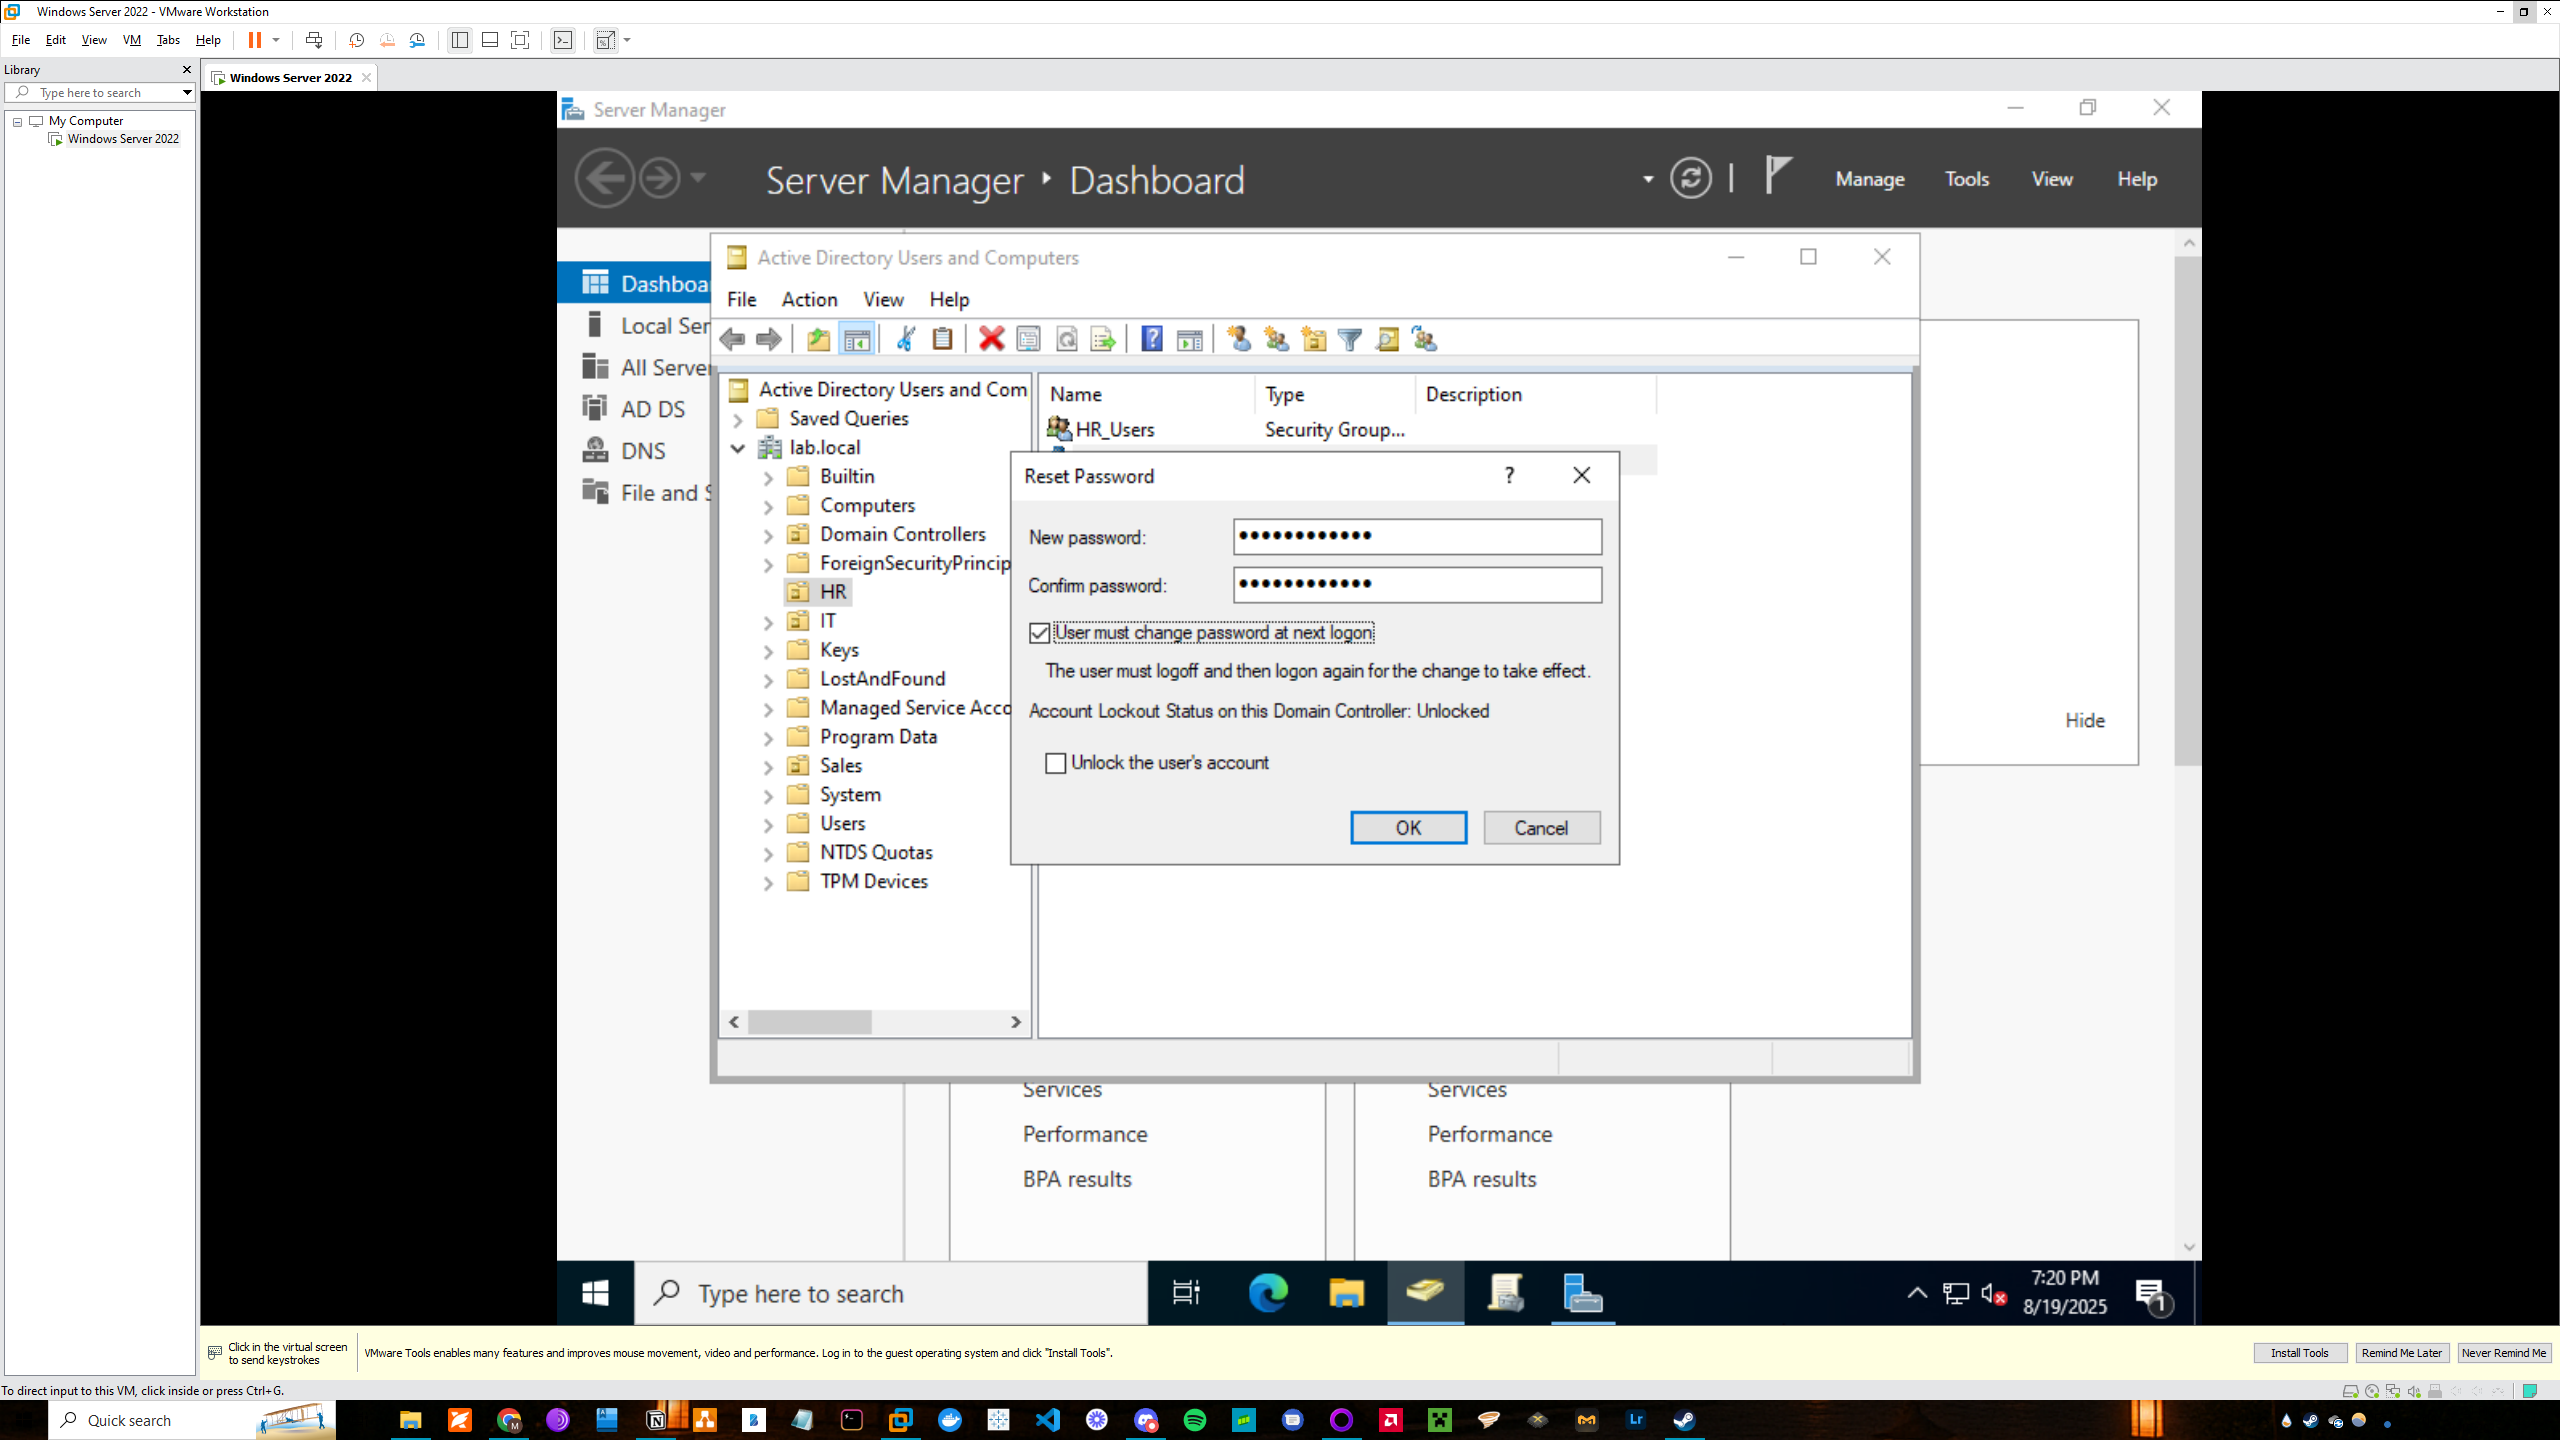 Windows Server 2022 - VMware Workstation
File Edit View VM Tabs Help
Library
Windows Server 2022
Type here to search
My Computer
Windows Server 2022
Server Manager
Server Manager Dashboard
Manage Tools View Help
Dashboa
Local Ser
All Server
AD DS
DNS
File and S
Active Directory Users and Computers
File Action View Help
Active Directory Users and Com
Saved Queries
lab.local
Builtin
Computers
Domain Controllers
ForeignSecurityPrincip
HR
IT
Keys
LostAndFound
Managed Service Acco
Program Data
Sales
System
Users
NTDS Quotas
TPM Devices
Name Type Description
HR_Users Security Group...
Reset Password
?
New password:
••••••••••••
Confirm password:
••••••••••••
User must change password at next logon
The user must logoff and then logon again for the change to take effect.
Account Lockout Status on this Domain Controller: Unlocked
Unlock the user's account
OK Cancel
Hide
Services
Performance
BPA results
Services
Performance
BPA results
Type here to search
7:20 PM
8/19/2025
1
Click in the virtual screen
to send keystrokes
VMware Tools enables many features and improves mouse movement, video and performance. Log in to the guest operating system and click "Install Tools".
Install Tools Remind Me Later Never Remind Me
To direct input to this VM, click inside or press Ctrl+G.
Quick search
Lr